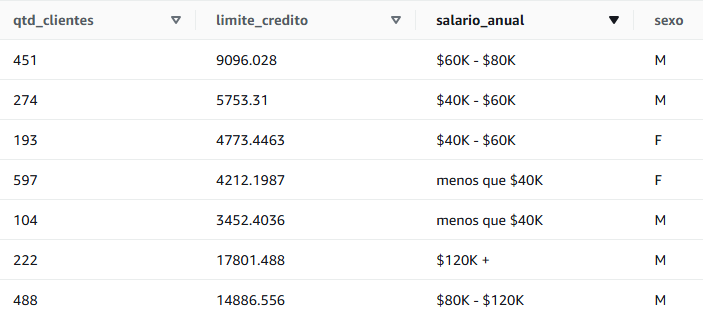 qtd_clientes limite_credito salario_anual sexo
451 9096.028 $60K - $80K M
274 5753.31 $40K - $60K M
193 4773.4463 $40K - $60K F
597 4212.1987 menos que $40K F
104 3452.4036 menos que $40K M
222 17801.488 $120K + M
488 14886.556 $80K - $120K M